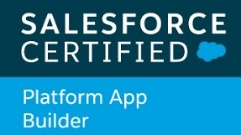 SALESFORCE
CERTIFIED
Platform App
Builder